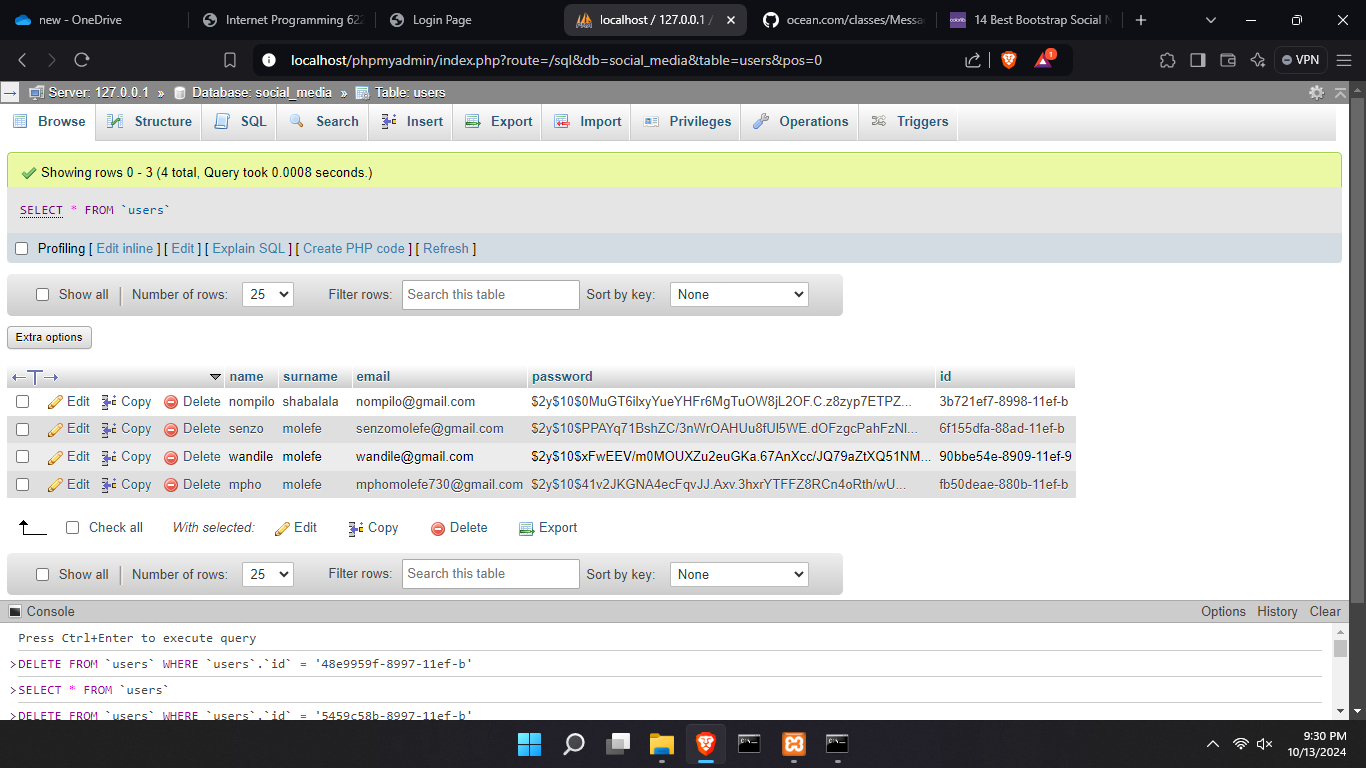 new - OneDrive
Internet Programming 622
Login Page
localhost / 127.0.0.1 /
ocean.com/classes/Messa
14 Best Bootstrap Social N
localhost/phpmyadmin/index.php?route=/sql&db=social_media&table=users&pos=0
1
VPN
Server: 127.0.0.1 » Database: social_media » Table: users
Browse Structure SQL Search Insert Export Import Privileges Operations Triggers
Showing rows 0 - 3 (4 total, Query took 0.0008 seconds.)
SELECT * FROM `users`
Profiling [ Edit inline ] [ Edit ] [ Explain SQL ] [ Create PHP code ] [ Refresh ]
Show all Number of rows: 25 Filter rows: Search this table Sort by key: None
Extra options
name surname email password id
Edit Copy Delete nompilo shabalala nompilo@gmail.com $2y$10$0MuGT6ilxyYueYHFr6MgTuOW8jL2OF.C.z8zyp7ETPZ... 3b721ef7-8998-11ef-b
Edit Copy Delete senzo molefe senzomolefe@gmail.com $2y$10$PPAYq71BshZC/3nWrOAHUu8fUl5WE.dOFzgcPahFzNl... 6f155dfa-88ad-11ef-b
Edit Copy Delete wandile molefe wandile@gmail.com $2y$10$xFwEEV/m0MOUXZu2euGKa.67AnXcc/JQ79aZtXQ51NM... 90bbe54e-8909-11ef-9
Edit Copy Delete mpho molefe mphomolefe730@gmail.com $2y$10$41v2JKGNA4ecFqvJJ.Axv.3hxrYTFFZ8RCn4oRth/wU... fb50deae-880b-11ef-b
Check all With selected: Edit Copy Delete Export
Show all Number of rows: 25 Filter rows: Search this table Sort by key: None
Console Options History Clear
Press Ctrl+Enter to execute query
>DELETE FROM `users` WHERE `users`.`id` = '48e9959f-8997-11ef-b'
>SELECT * FROM `users`
>DELETE FROM `users` WHERE `users`.`id` = '5459c58b-8997-11ef-b'
9:30 PM
10/13/2024